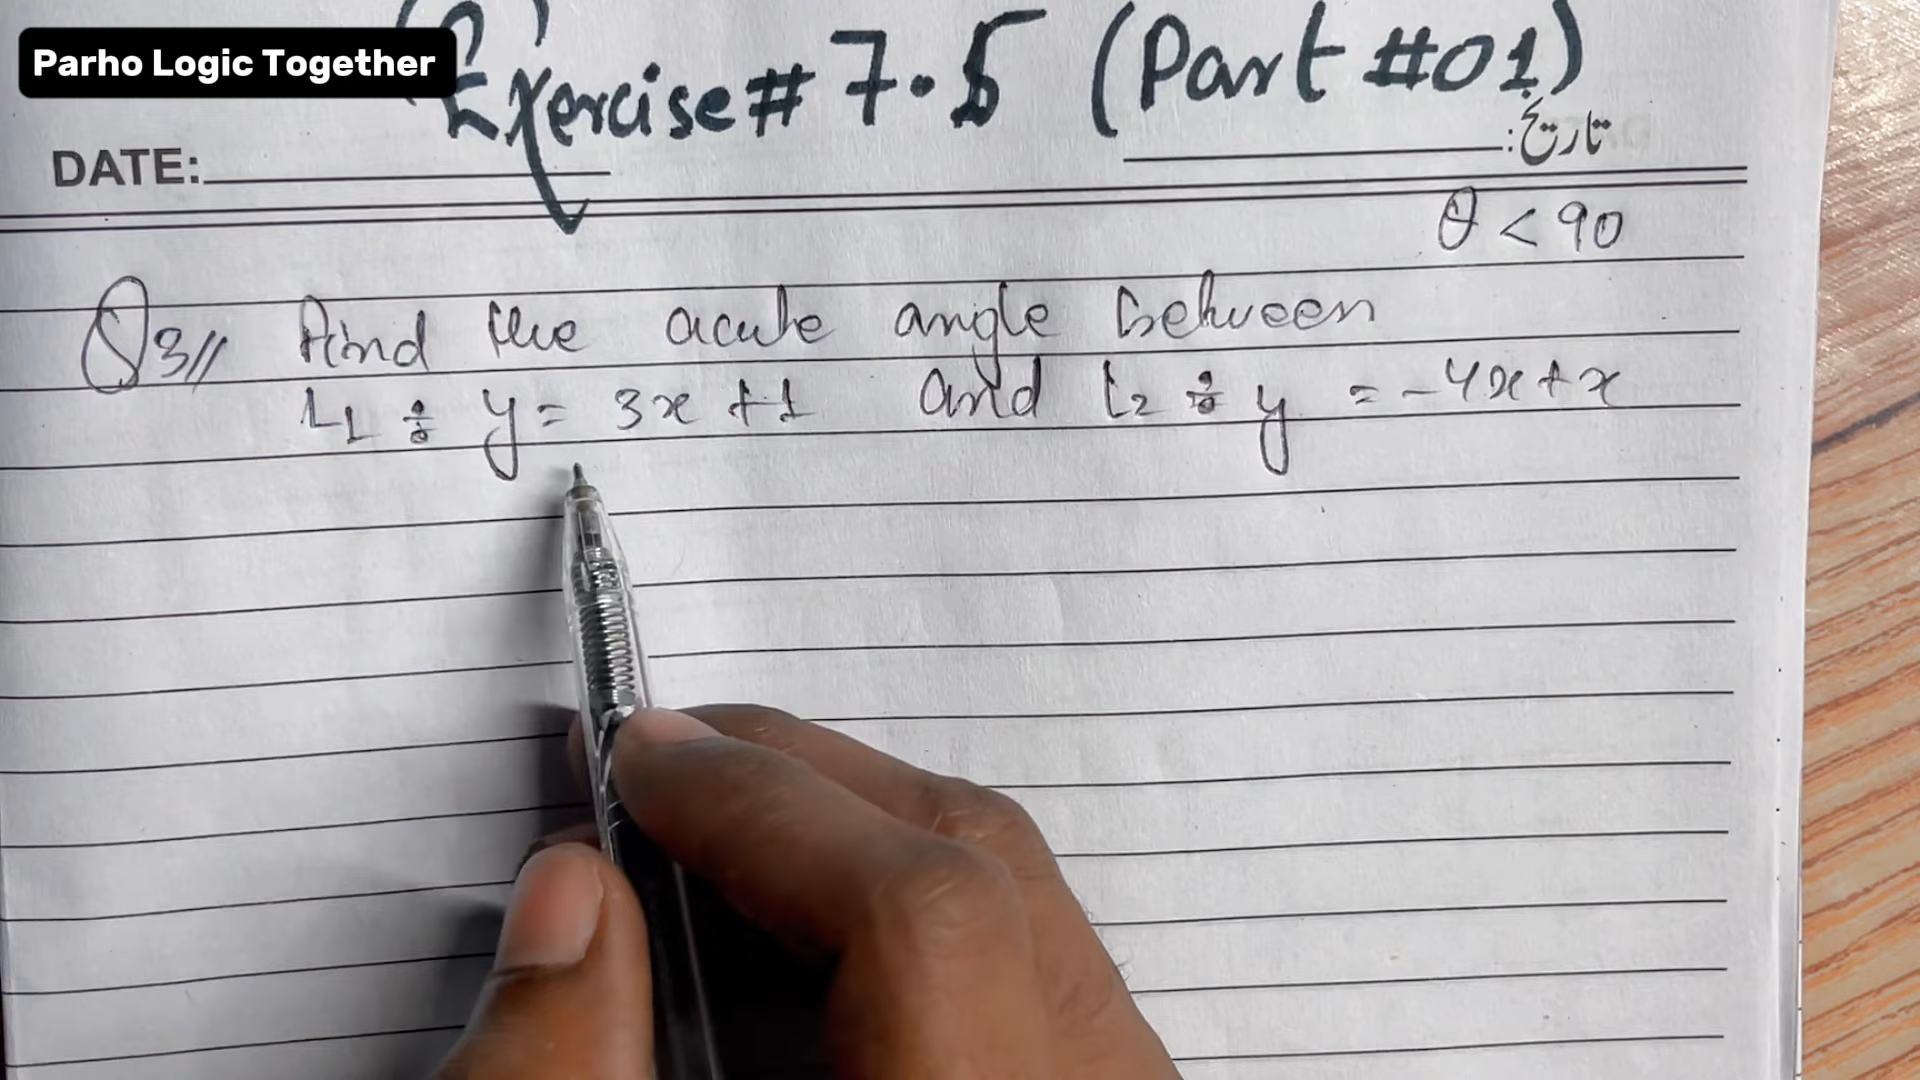 Parho Logic Together
Exercise # 7.5 (Part #01)
DATE:
تاریخ:
θ < 90
Q3// Find the acute angle between
L1 : y = 3x + 1 and L2 : y = -4x + x